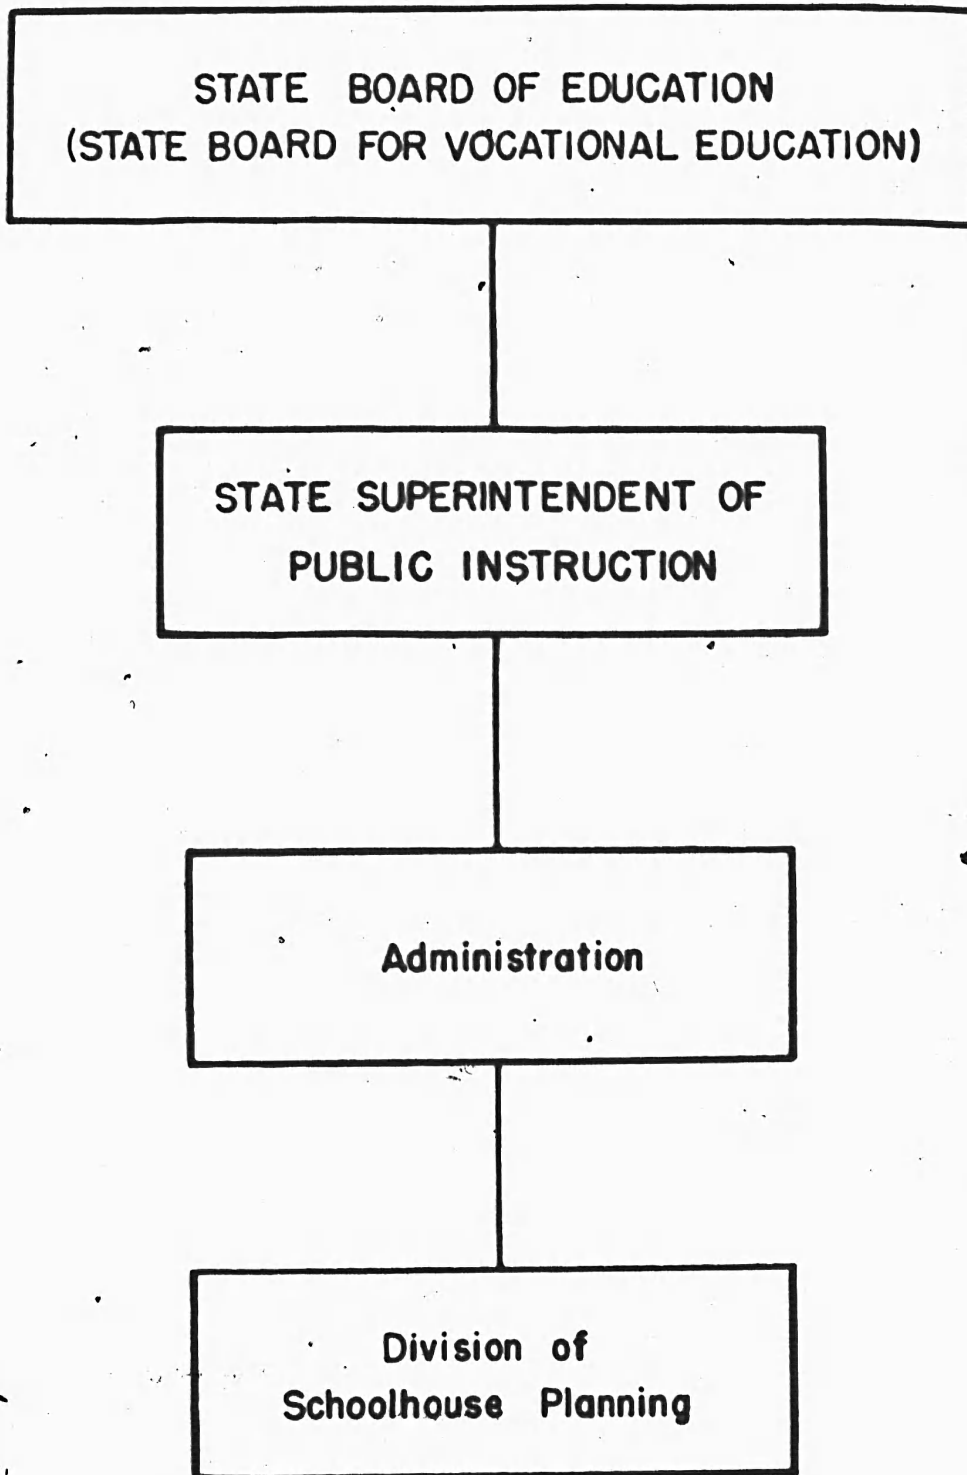 STATE BOARD OF EDUCATION
(STATE BOARD FOR VOCATIONAL EDUCATION)
STATE SUPERINTENDENT OF
PUBLIC INSTRUCTION
Administration
Division of
Schoolhouse Planning